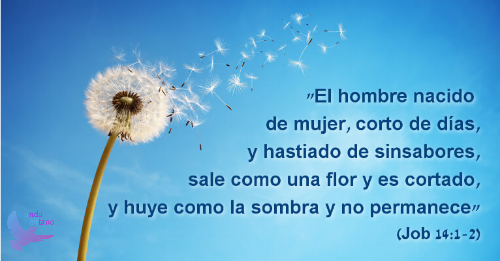 "El hombre nacido
de mujer, corto de días,
y hastiado de sinsabores,
sale como una flor y es cortado,
y huye como la sombra y no permanece"
(Job 14:1-2)